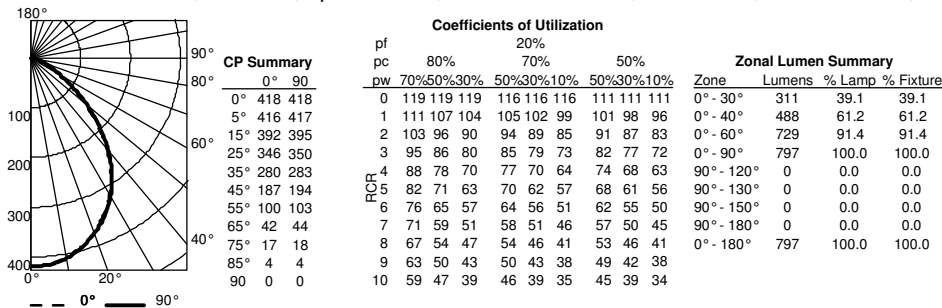 180°
90°
80°
60°
40°
20°
0°
100
200
300
400
0° 90°
CP Summary
0° 90
0° 418 418
5° 416 417
15° 392 395
25° 346 350
35° 280 283
45° 187 194
55° 100 103
65° 42 44
75° 17 18
85° 4 4
90 0 0
Coefficients of Utilization
pf 20%
pc 80% 70% 50%
pw 70%50%30% 50%30%10% 50%30%10%
RCR
0 119 119 119 116 116 116 111 111 111
1 111 107 104 105 102 99 101 98 96
2 103 96 90 94 89 85 91 87 83
3 95 86 80 85 79 73 82 77 72
4 88 78 70 77 70 64 74 68 63
5 82 71 63 70 62 57 68 61 56
6 76 65 57 64 56 51 62 55 50
7 71 59 51 58 51 46 57 50 45
8 67 54 47 54 46 41 53 46 41
9 63 50 43 50 43 38 49 42 38
10 59 47 39 46 39 35 45 39 34
Zonal Lumen Summary
Zone Lumens % Lamp % Fixture
0° - 30° 311 39.1 39.1
0° - 40° 488 61.2 61.2
0° - 60° 729 91.4 91.4
0° - 90° 797 100.0 100.0
90° - 120° 0 0.0 0.0
90° - 130° 0 0.0 0.0
90° - 150° 0 0.0 0.0
90° - 180° 0 0.0 0.0
0° - 180° 797 100.0 100.0